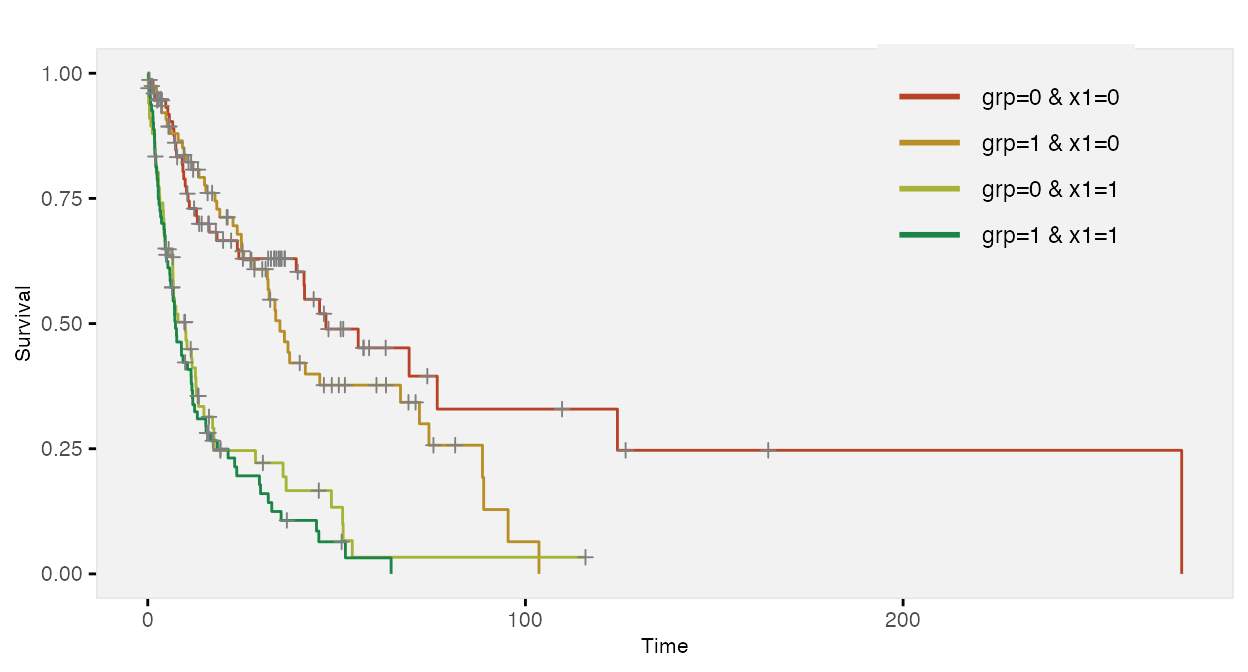 1.00
0.75
0.50
0.25
0.00
Survival
grp=0 & x1=0
grp=1 & x1=0
grp=0 & x1=1
grp=1 & x1=1
0
100
200
Time